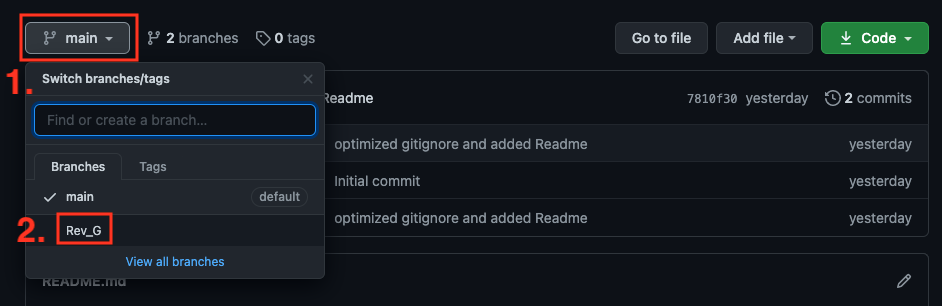 main
2 branches
0 tags
Go to file
Add file
Code
1.
Switch branches/tags
Find or create a branch...
Branches
Tags
main
default
2.
Rev_G
View all branches
Readme
7810f30 yesterday
2 commits
optimized gitignore and added Readme
yesterday
Initial commit
yesterday
optimized gitignore and added Readme
yesterday
README.md